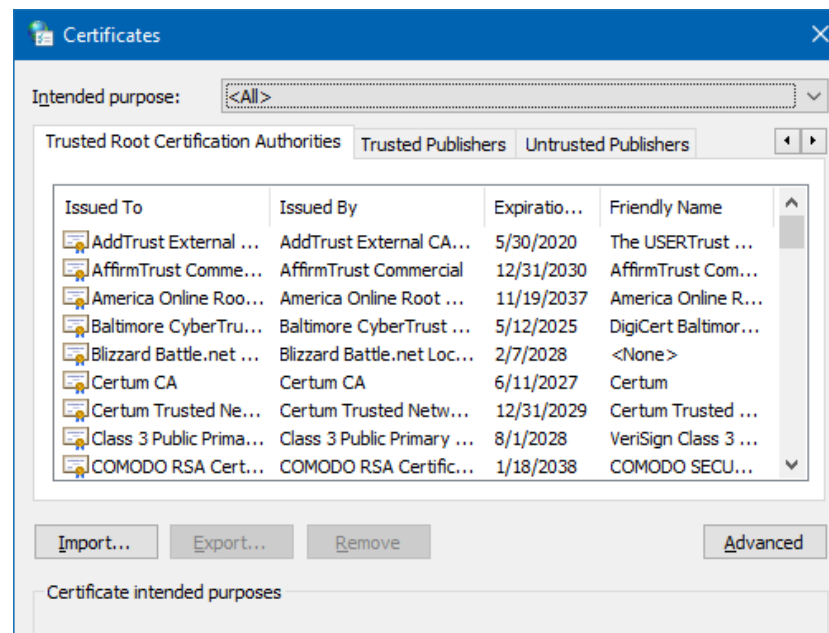 Certificates
Intended purpose: <All>
Trusted Root Certification Authorities Trusted Publishers Untrusted Publishers
Issued To Issued By Expiratio... Friendly Name
AddTrust External ... AddTrust External CA... 5/30/2020 The USERTrust ...
AffirmTrust Comme... AffirmTrust Commercial 12/31/2030 AffirmTrust Com...
America Online Roo... America Online Root ... 11/19/2037 America Online R...
Baltimore CyberTru... Baltimore CyberTrust ... 5/12/2025 DigiCert Baltimor...
Blizzard Battle.net ... Blizzard Battle.net Loc... 2/7/2028 <None>
Certum CA Certum CA 6/11/2027 Certum
Certum Trusted Ne... Certum Trusted Netw... 12/31/2029 Certum Trusted ...
Class 3 Public Prima... Class 3 Public Primary ... 8/1/2028 VeriSign Class 3 ...
COMODO RSA Cert... COMODO RSA Certific... 1/18/2038 COMODO SECU...
Import... Export... Remove Advanced
Certificate intended purposes